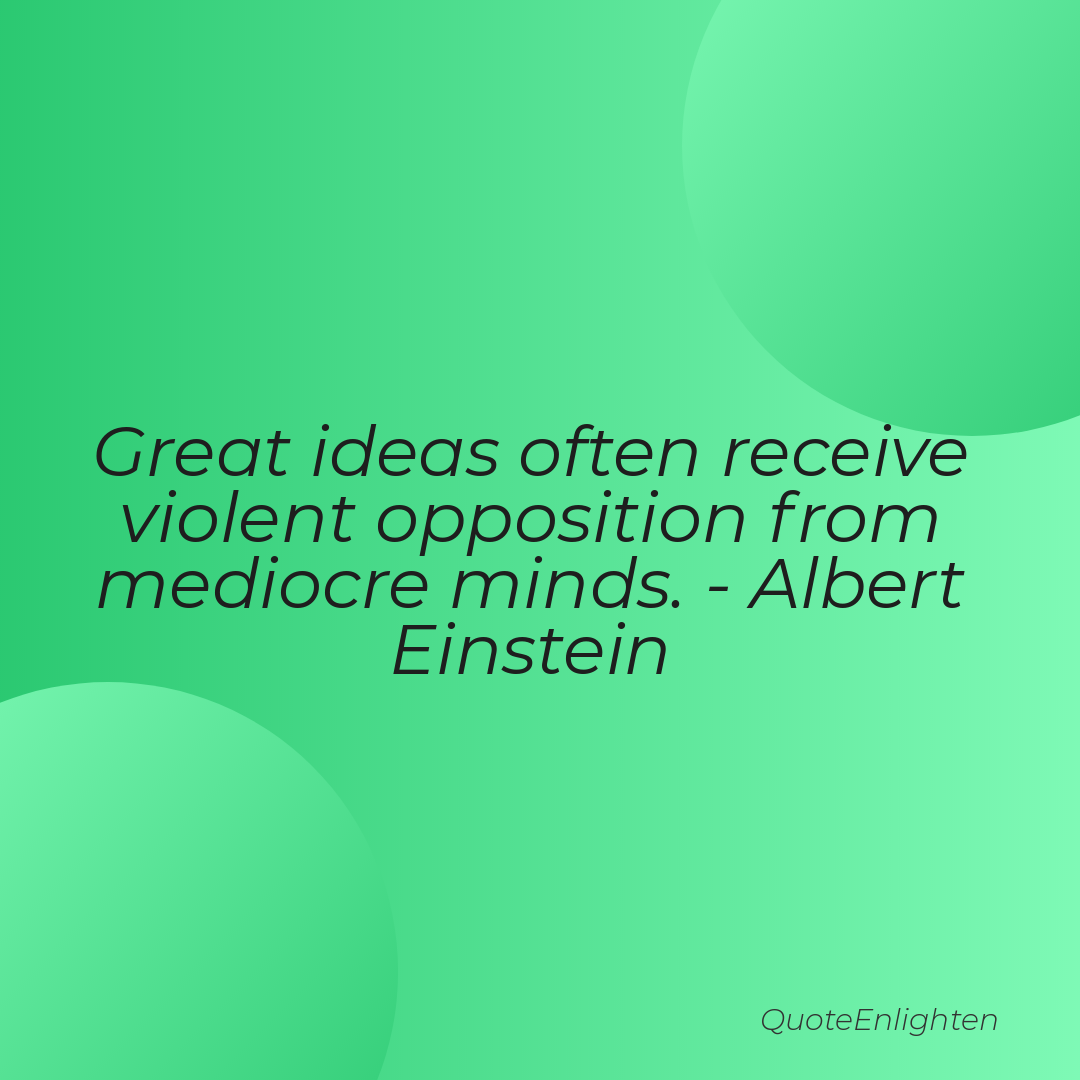 Great ideas often receive
violent opposition from
mediocre minds. - Albert
Einstein
QuoteEnlighten